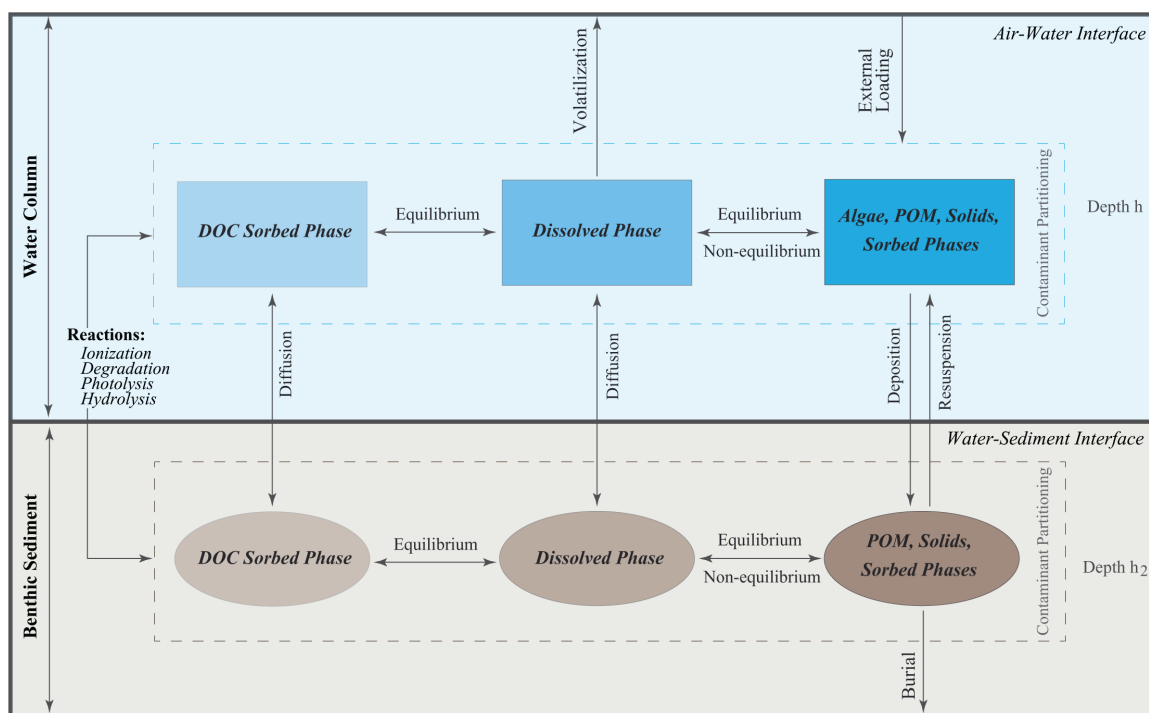 Air-Water Interface
Volatilization
External
Loading
Water Column
Contaminant Partitioning
Depth h
DOC Sorbed Phase
Equilibrium
Dissolved Phase
Equilibrium
Non-equilibrium
Algae, POM, Solids,
Sorbed Phases
Reactions:
Ionization
Degradation
Photolysis
Hydrolysis
Diffusion
Diffusion
Deposition
Resuspension
Water-Sediment Interface
Benthic Sediment
Contaminant Partitioning
Depth h2
DOC Sorbed Phase
Equilibrium
Dissolved Phase
Equilibrium
Non-equilibrium
POM, Solids,
Sorbed Phases
Burial